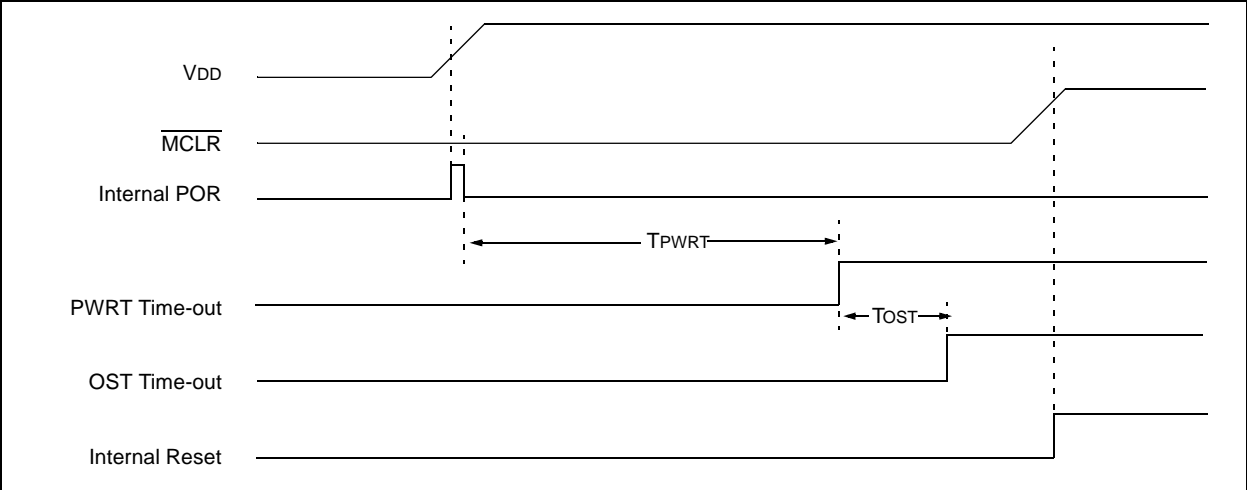 VDD
MCLR
Internal POR
TPWRT
PWRT Time-out
TOST
OST Time-out
Internal Reset